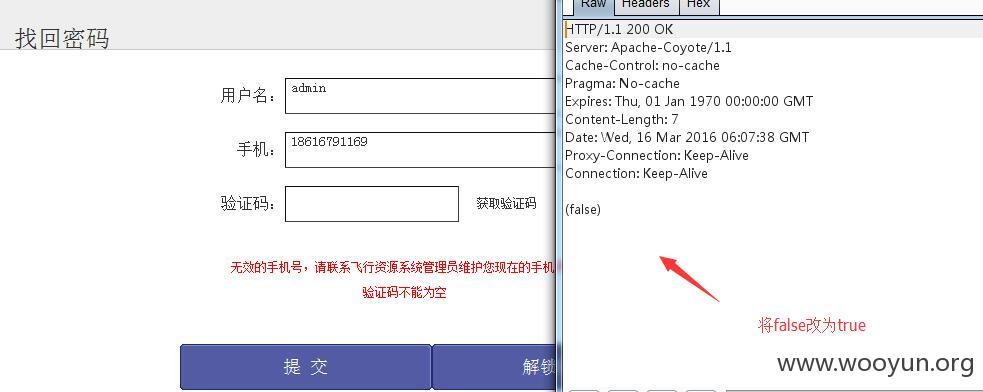 找回密码
用户名：
admin
手机：
18616791169
验证码：
获取验证码
无效的手机号，请联系飞行资源系统管理员维护您现在的手机
验证码不能为空
提 交
解锁
Raw
Headers
Hex
HTTP/1.1 200 OK
Server: Apache-Coyote/1.1
Cache-Control: no-cache
Pragma: No-cache
Expires: Thu, 01 Jan 1970 00:00:00 GMT
Content-Length: 7
Date: Wed, 16 Mar 2016 06:07:38 GMT
Proxy-Connection: Keep-Alive
Connection: Keep-Alive
(false)
将false改为true
www.wooyun.org